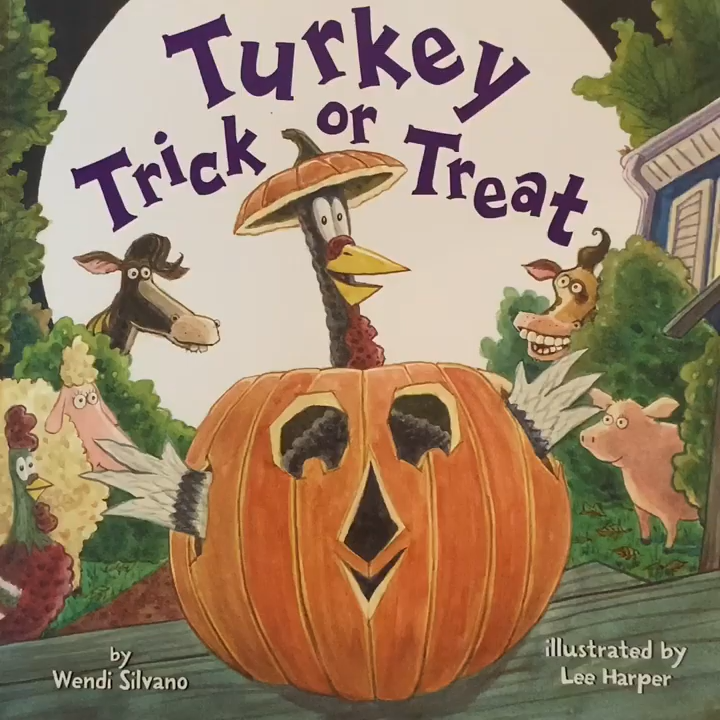 Turkey
Trick or Treat
by
Wendi Silvano
illustrated by
Lee Harper